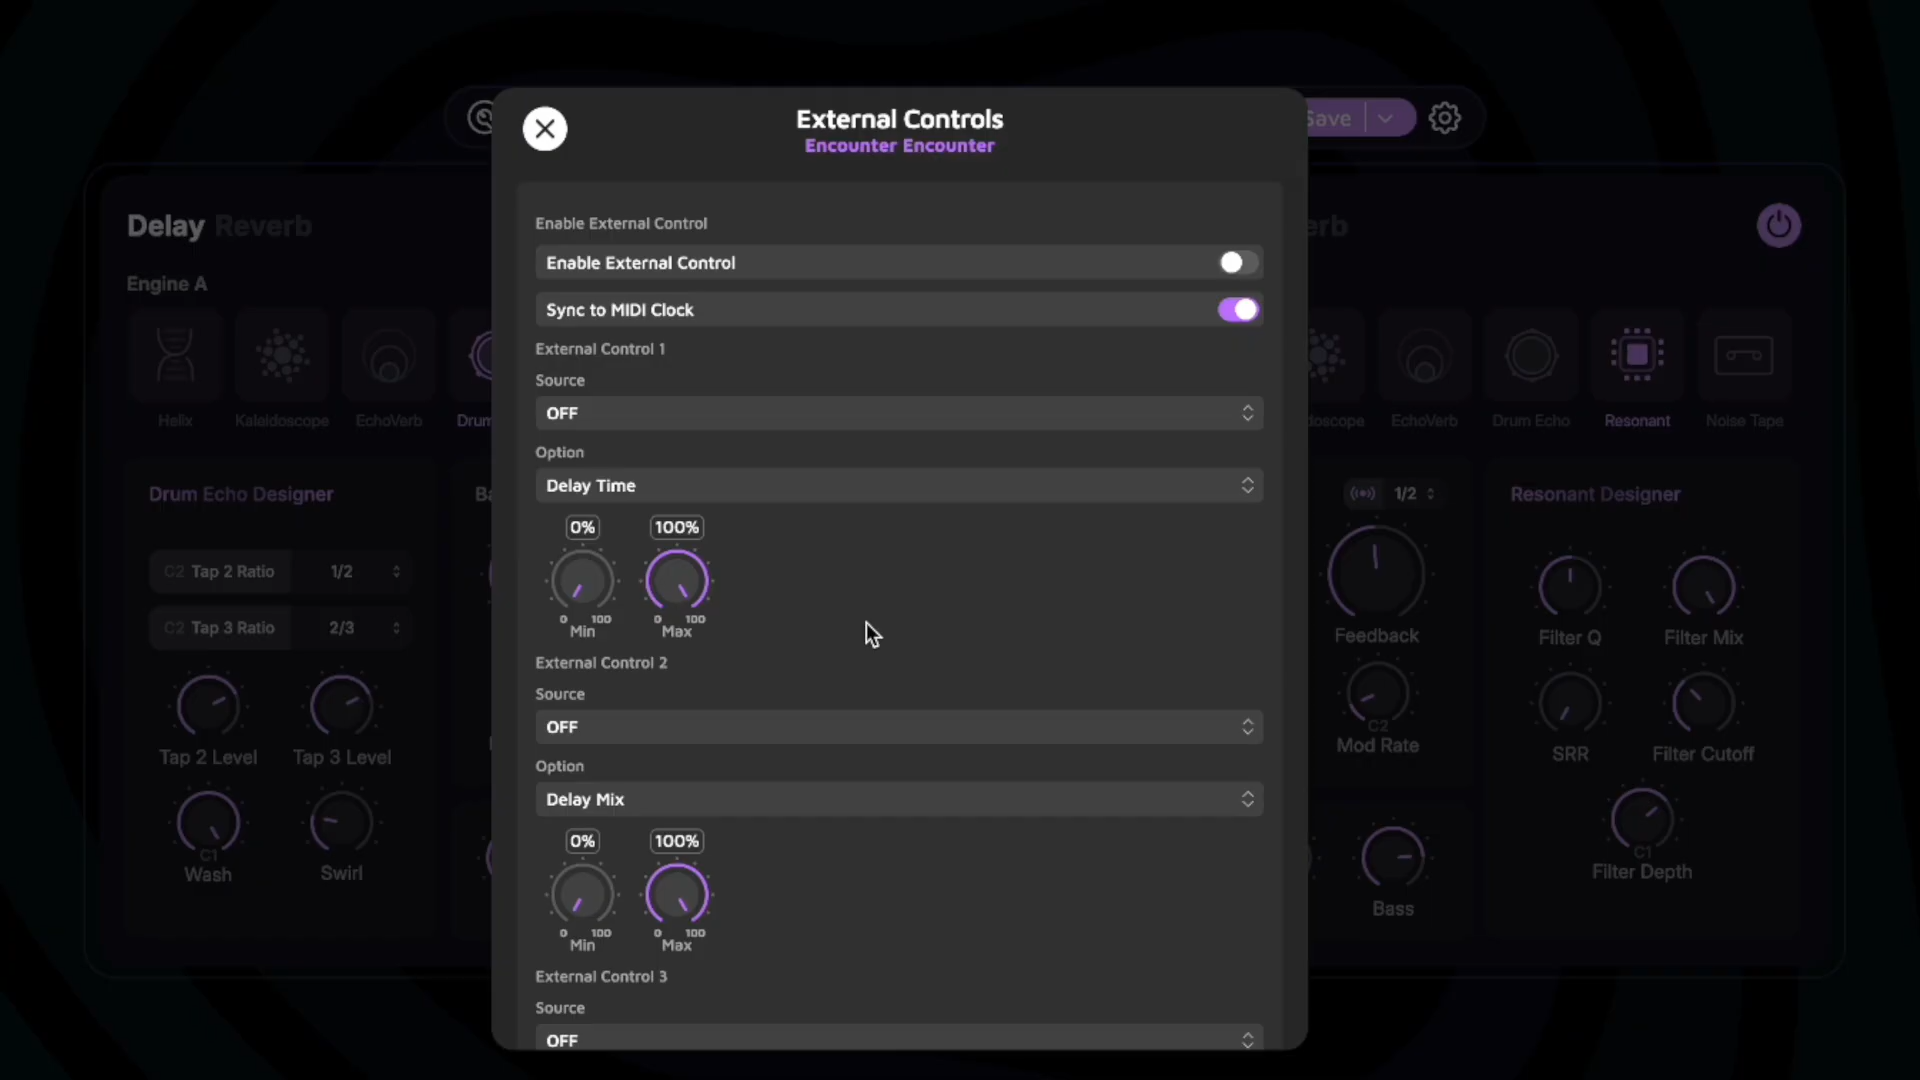 Save
External Controls
Encounter Encounter
Delay Reverb
Engine A
Helix
Kaleidoscope
EchoVerb
Enable External Control
Enable External Control
Sync to MIDI Clock
External Control 1
Source
OFF
Option
Delay Time
0%
100%
0 100
0 100
Min
Max
External Control 2
Source
OFF
Option
Delay Mix
0%
100%
0 100
0 100
Min
Max
External Control 3
Source
OFF
Drum Echo Designer
C2 Tap 2 Ratio 1/2
C2 Tap 3 Ratio 2/3
Tap 2 Level
Tap 3 Level
C1
Wash
Swirl
EchoVerb
Drum Echo
Resonant
Noise Tape
1/2
Resonant Designer
Feedback
Filter Q
Filter Mix
C2
Mod Rate
SRR
Filter Cutoff
C1
Filter Depth
Bass